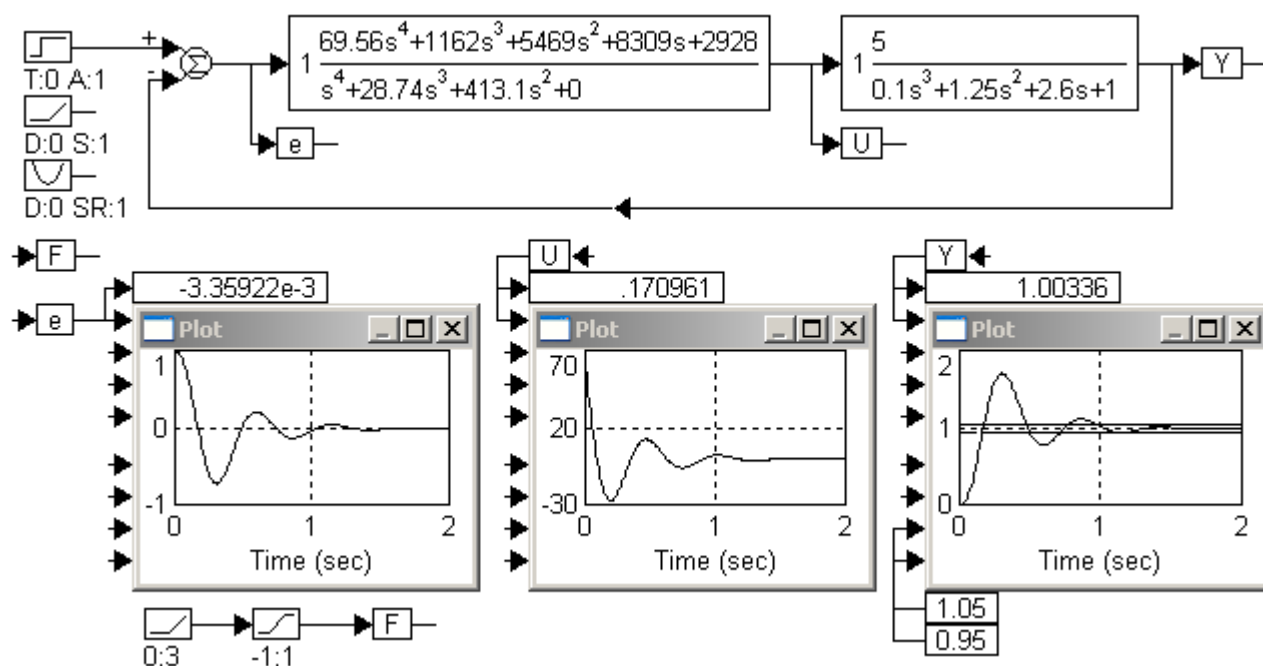 +
-
Σ
T:0 A:1
D:0 S:1
D:0 SR:1
1
69.56s⁴+1162s³+5469s²+8309s+2928
s⁴+28.74s³+413.1s²+0
1
5
0.1s³+1.25s²+2.6s+1
Y
e
U
F
e
-3.35922e-3
Plot
1
0
-1
0
1
2
Time (sec)
U
.170961
Plot
70
20
-30
0
1
2
Time (sec)
Y
1.00336
Plot
2
1
0
0
1
2
Time (sec)
1.05
0.95
0:3
-1:1
F